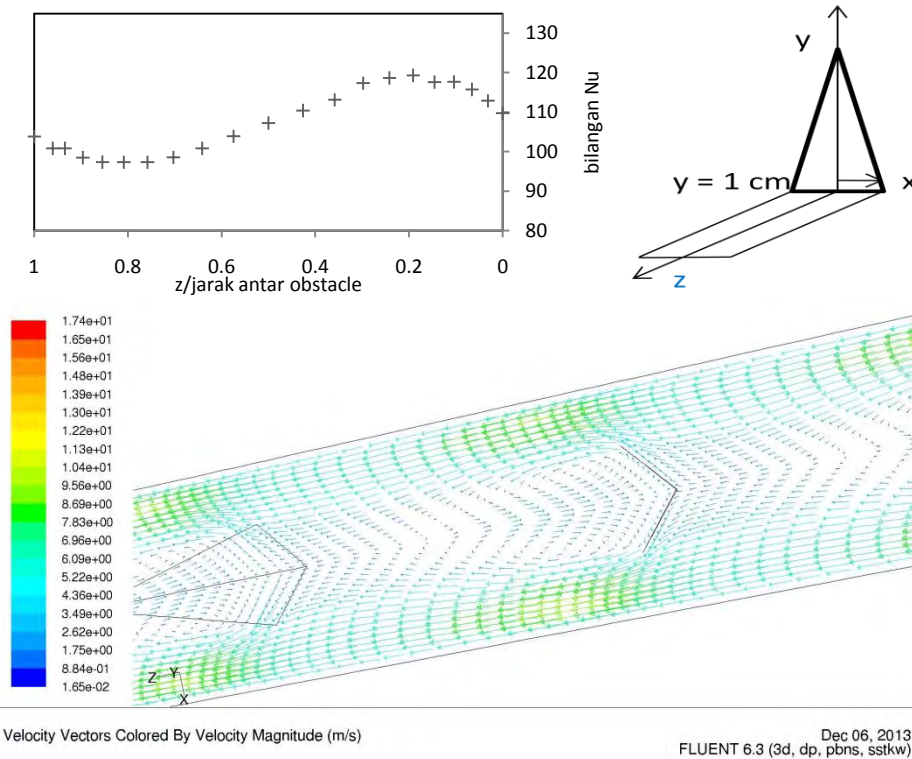 130
120
110
100
90
80
bilangan Nu
1 0.8 0.6 0.4 0.2 0
z/jarak antar obstacle
y
y = 1 cm
x
z
1.74e+01
1.65e+01
1.56e+01
1.48e+01
1.39e+01
1.30e+01
1.22e+01
1.13e+01
1.04e+01
9.56e+00
8.69e+00
7.83e+00
6.96e+00
6.09e+00
5.22e+00
4.36e+00
3.49e+00
2.62e+00
1.75e+00
8.84e-01
1.65e-02
Z Y
X
Velocity Vectors Colored By Velocity Magnitude (m/s)
Dec 06, 2013
FLUENT 6.3 (3d, dp, pbns, sstkw)